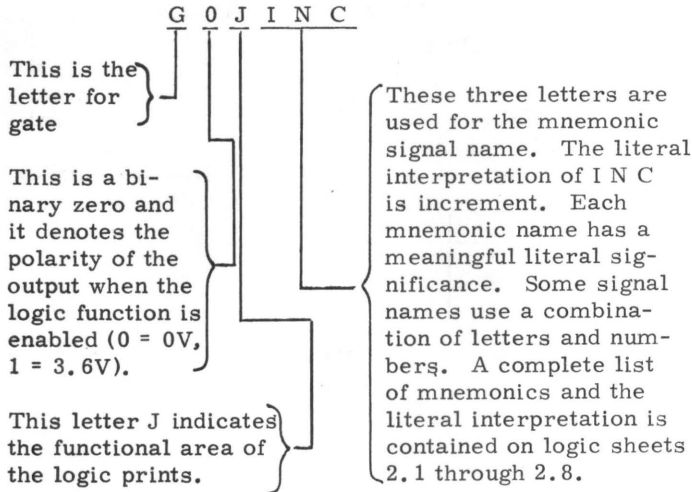 G 0 J I N C
This is the
letter for
gate
This is a bi-
nary zero and
it denotes the
polarity of the
output when the
logic function is
enabled (0 = 0V,
1 = 3.6V).
This letter J indicates
the functional area of
the logic prints.
These three letters are
used for the mnemonic
signal name. The literal
interpretation of I N C
is increment. Each
mnemonic name has a
meaningful literal sig-
nificance. Some signal
names use a combina-
tion of letters and num-
bers. A complete list
of mnemonics and the
literal interpretation is
contained on logic sheets
2.1 through 2.8.